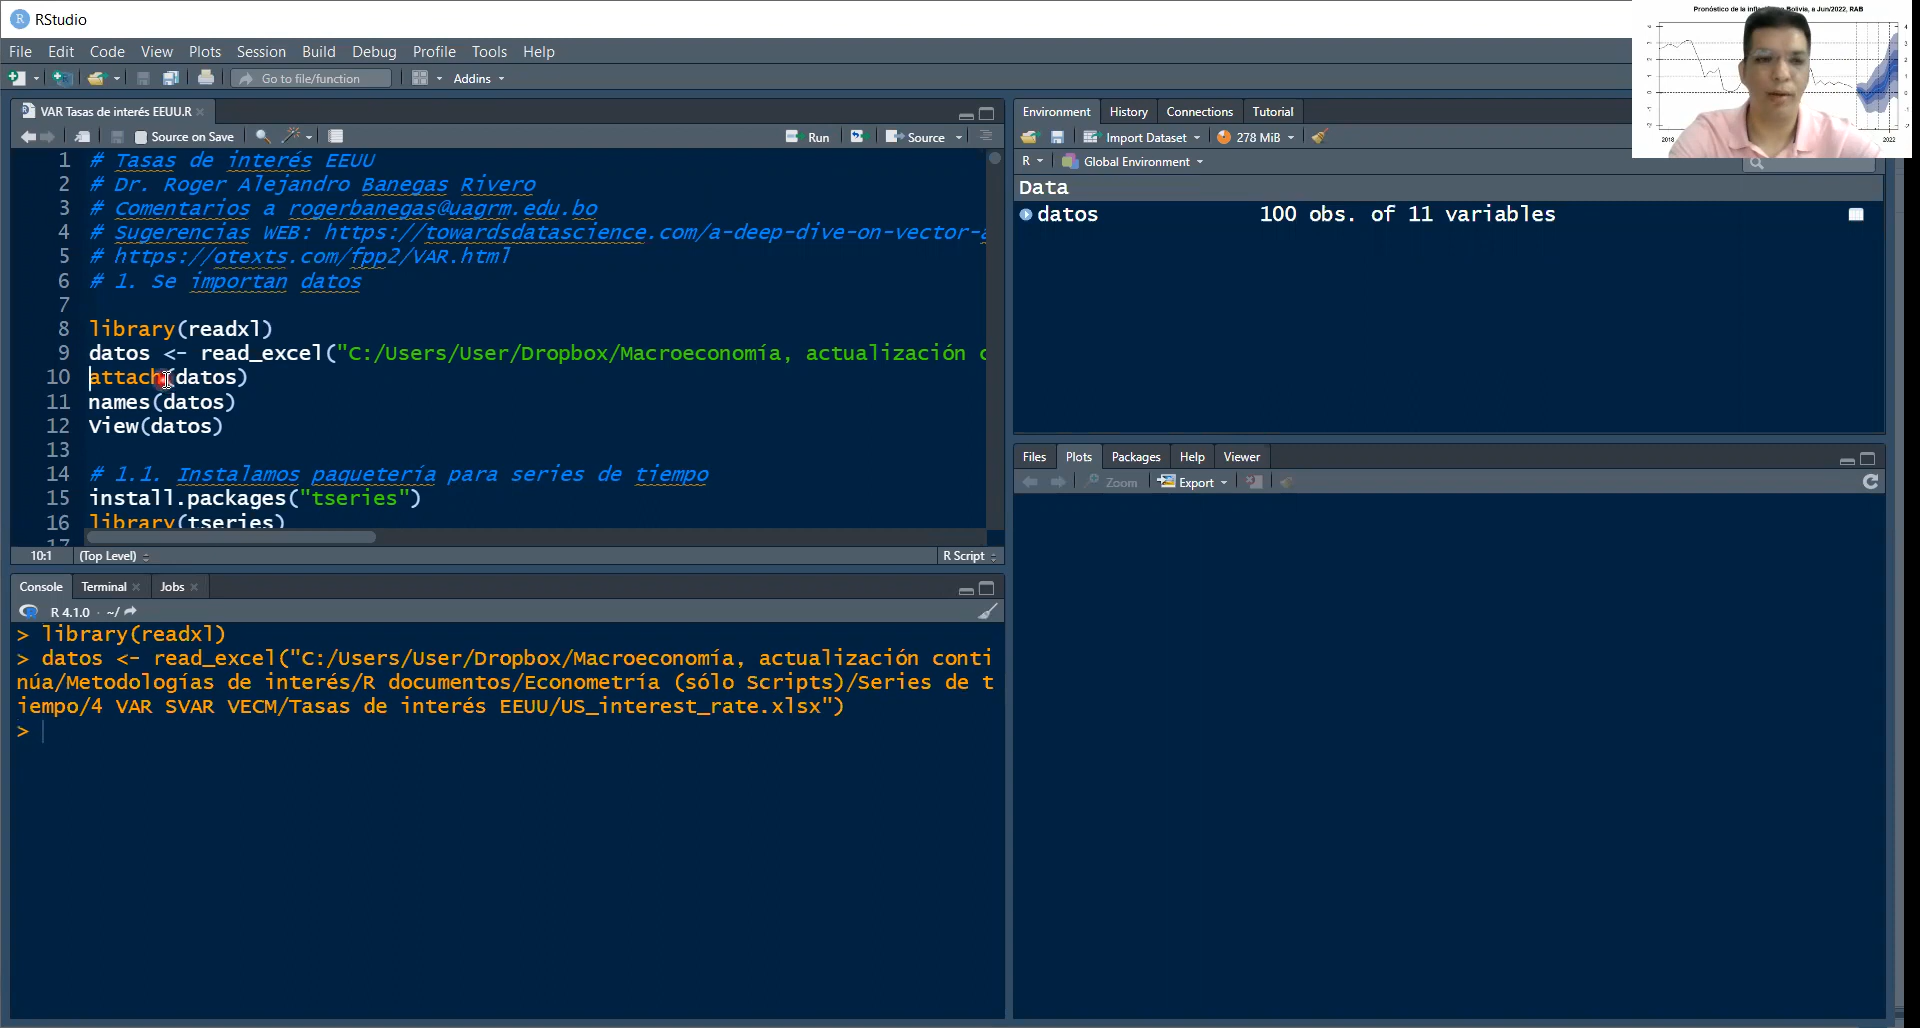 RStudio
File Edit Code View Plots Session Build Debug Profile Tools Help
Go to file/function
Addins
VAR Tasas de interés EEUU.R
Source on Save
Run
Source
1 # Tasas de interés EEUU
2 # Dr. Roger Alejandro Banegas Rivero
3 # Comentarios a rogerbanegas@uagrm.edu.bo
4 # Sugerencias WEB: https://towardsdatascience.com/a-deep-dive-on-vector-a
5 # https://otexts.com/fpp2/VAR.html
6 # 1. Se importan datos
7
8 library(readxl)
9 datos <- read_excel("C:/Users/User/Dropbox/Macroeconomía, actualización c
10 attach(datos)
11 names(datos)
12 View(datos)
13
14 # 1.1. Instalamos paquetería para series de tiempo
15 install.packages("tseries")
16 library(tseries)
17
10:1 (Top Level)
R Script
Console Terminal Jobs
R 4.1.0 · ~/
> library(readxl)
> datos <- read_excel("C:/Users/User/Dropbox/Macroeconomía, actualización conti
núa/Metodologías de interés/R documentos/Econometría (sólo Scripts)/Series de t
iempo/4 VAR SVAR VECM/Tasas de interés EEUU/US_interest_rate.xlsx")
>
Environment History Connections Tutorial
Import Dataset
278 MiB
R
Global Environment
Data
datos 100 obs. of 11 variables
Files Plots Packages Help Viewer
Zoom
Export
Pronóstico de la infl
Bolivia, a Jun/2022, RAB
2018
2022